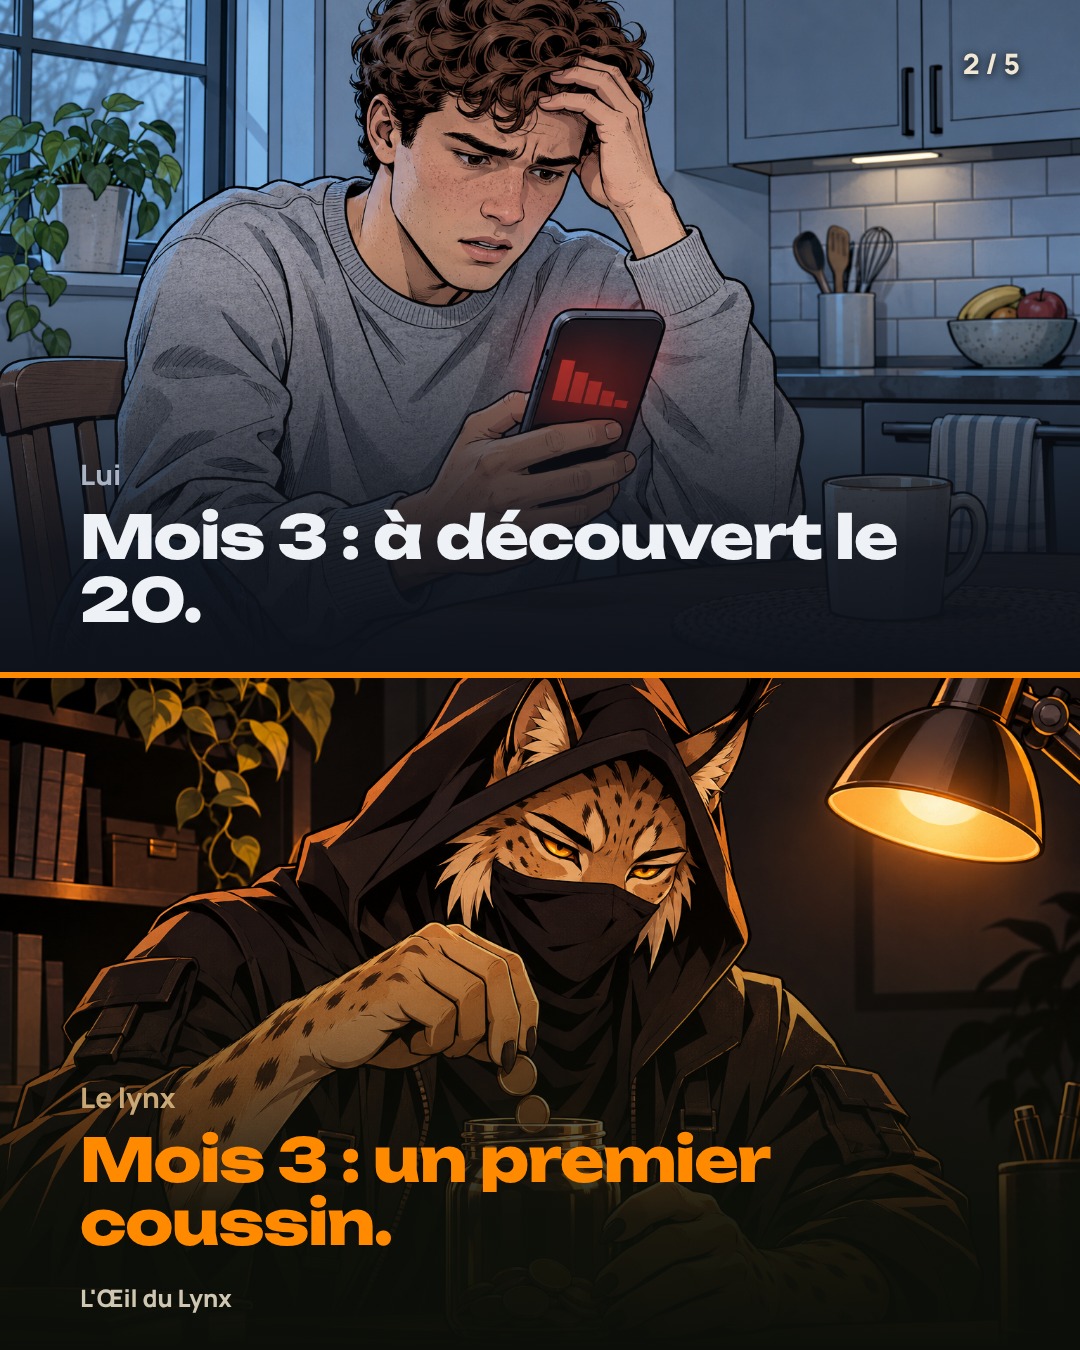 2 / 5
Lui
Mois 3 : à découvert le
20.
Le lynx
Mois 3 : un premier
coussin.
L'Œil du Lynx